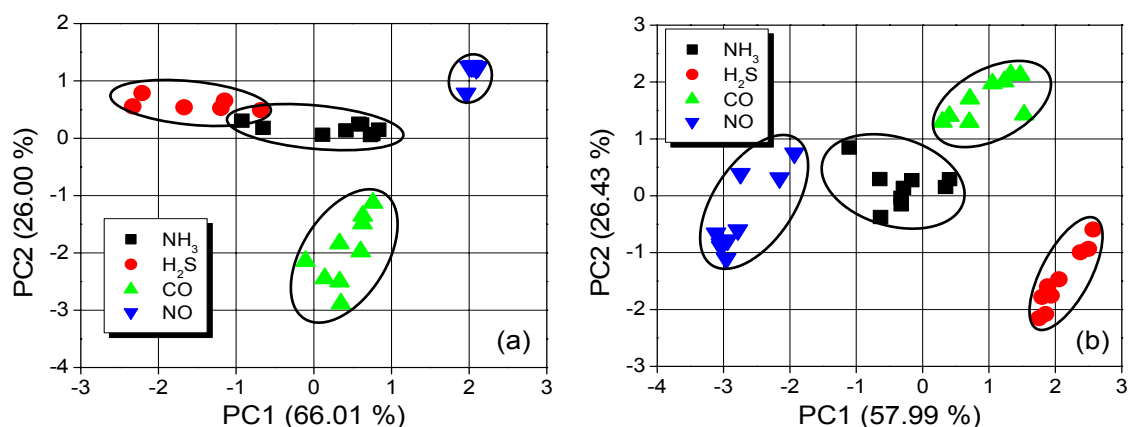 2
1
0
-1
-2
-3
-4
-3
-2
-1
0
1
2
3
PC2 (26.00 %)
PC1 (66.01 %)
NH₃
H₂S
CO
NO
(a)
3
2
1
0
-1
-2
-3
-4
-3
-2
-1
0
1
2
3
PC2 (26.43 %)
PC1 (57.99 %)
NH₃
H₂S
CO
NO
(b)